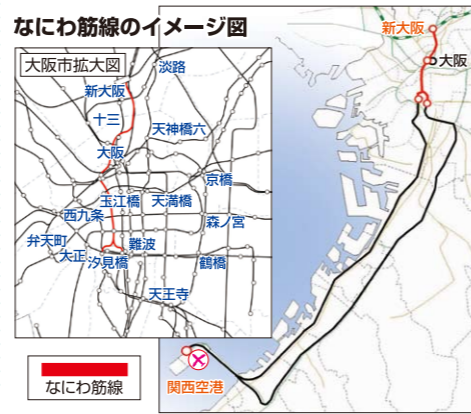 なにわ筋線のイメージ図
大阪市拡大図
淡路
新大阪
十三
天神橋六
大阪
京橋
玉江橋
天満橋
西九条
森ノ宮
弁天町
難波
大正
汐見橋
鶴橋
天王寺
なにわ筋線
新大阪
大阪
関西空港